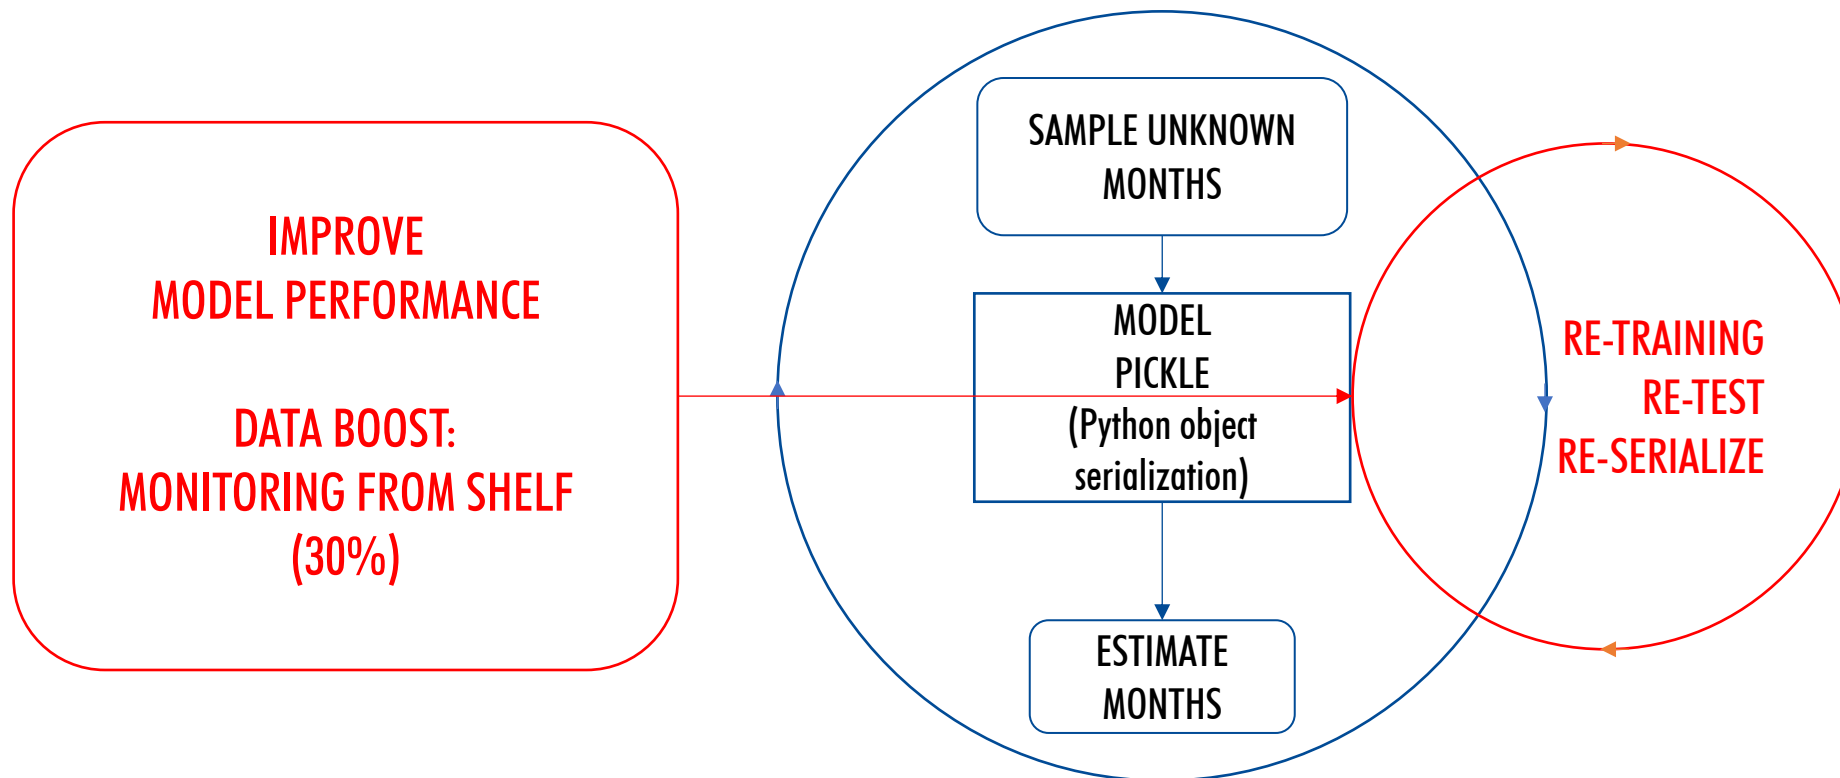 IMPROVE
MODEL PERFORMANCE
DATA BOOST:
MONITORING FROM SHELF
(30%)
SAMPLE UNKNOWN
MONTHS
MODEL
PICKLE
(Python object
serialization)
ESTIMATE
MONTHS
RE-TRAINING
RE-TEST
RE-SERIALIZE